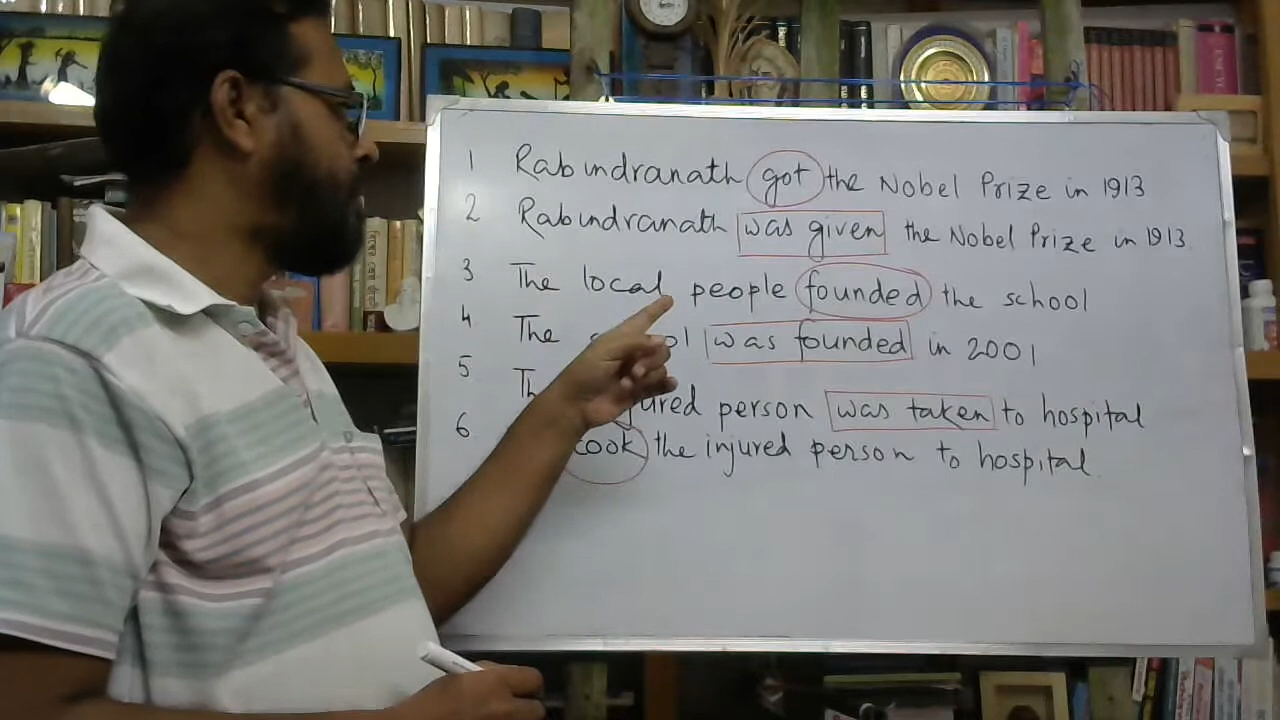 1 Rabindranath got the Nobel Prize in 1913
2 Rabindranath was given the Nobel Prize in 1913
3 The local people founded the school
4 The was founded in 2001
5 person was taken to hospital
6 the injured person to hospital